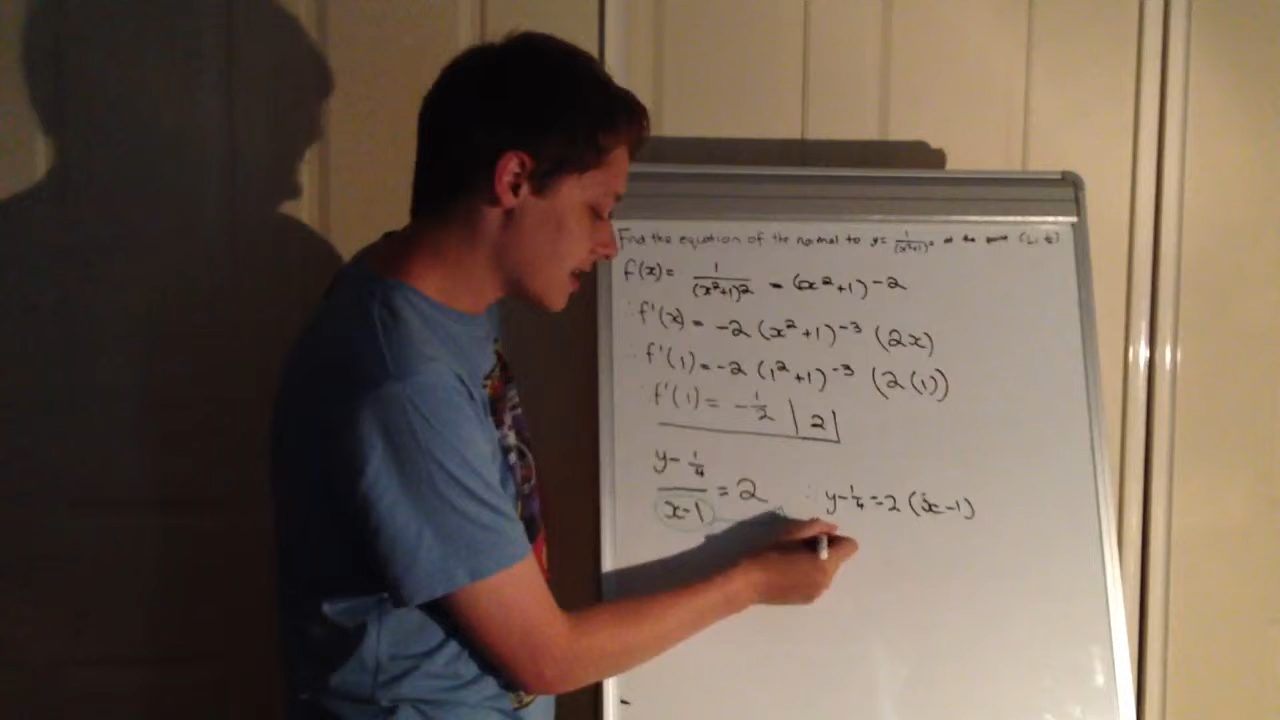 Find the equation of the normal to y = 1/(x²+1)² at the point (1, ¼)
f(x) = 1/(x²+1)2 = (x²+1)-2
∴ f'(x) = -2 (x²+1)⁻³ (2x)
∴ f'(1) = -2 (1²+1)⁻³ (2(1))
f'(1) = -½ | 2 |
y-¼/x-1 = 2 ∴ y-¼ = 2 (x-1)